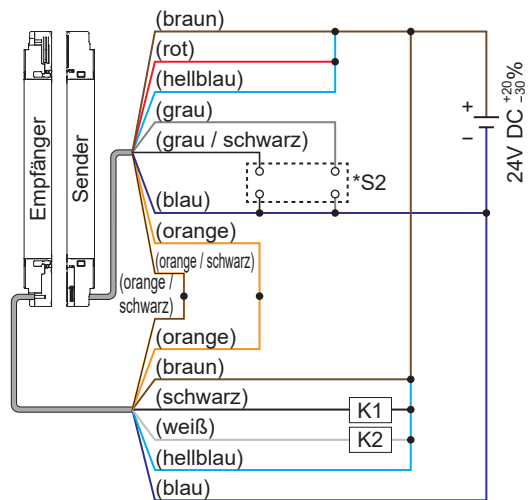 Empfänger
Sender
(braun)
(rot)
(hellblau)
(grau)
(grau / schwarz)
*S2
(blau)
(orange)
(orange / schwarz)
(orange /
schwarz)
(orange)
(braun)
(schwarz)
K1
(weiß)
K2
(hellblau)
(blau)
+
−
24V DC +20 −30%